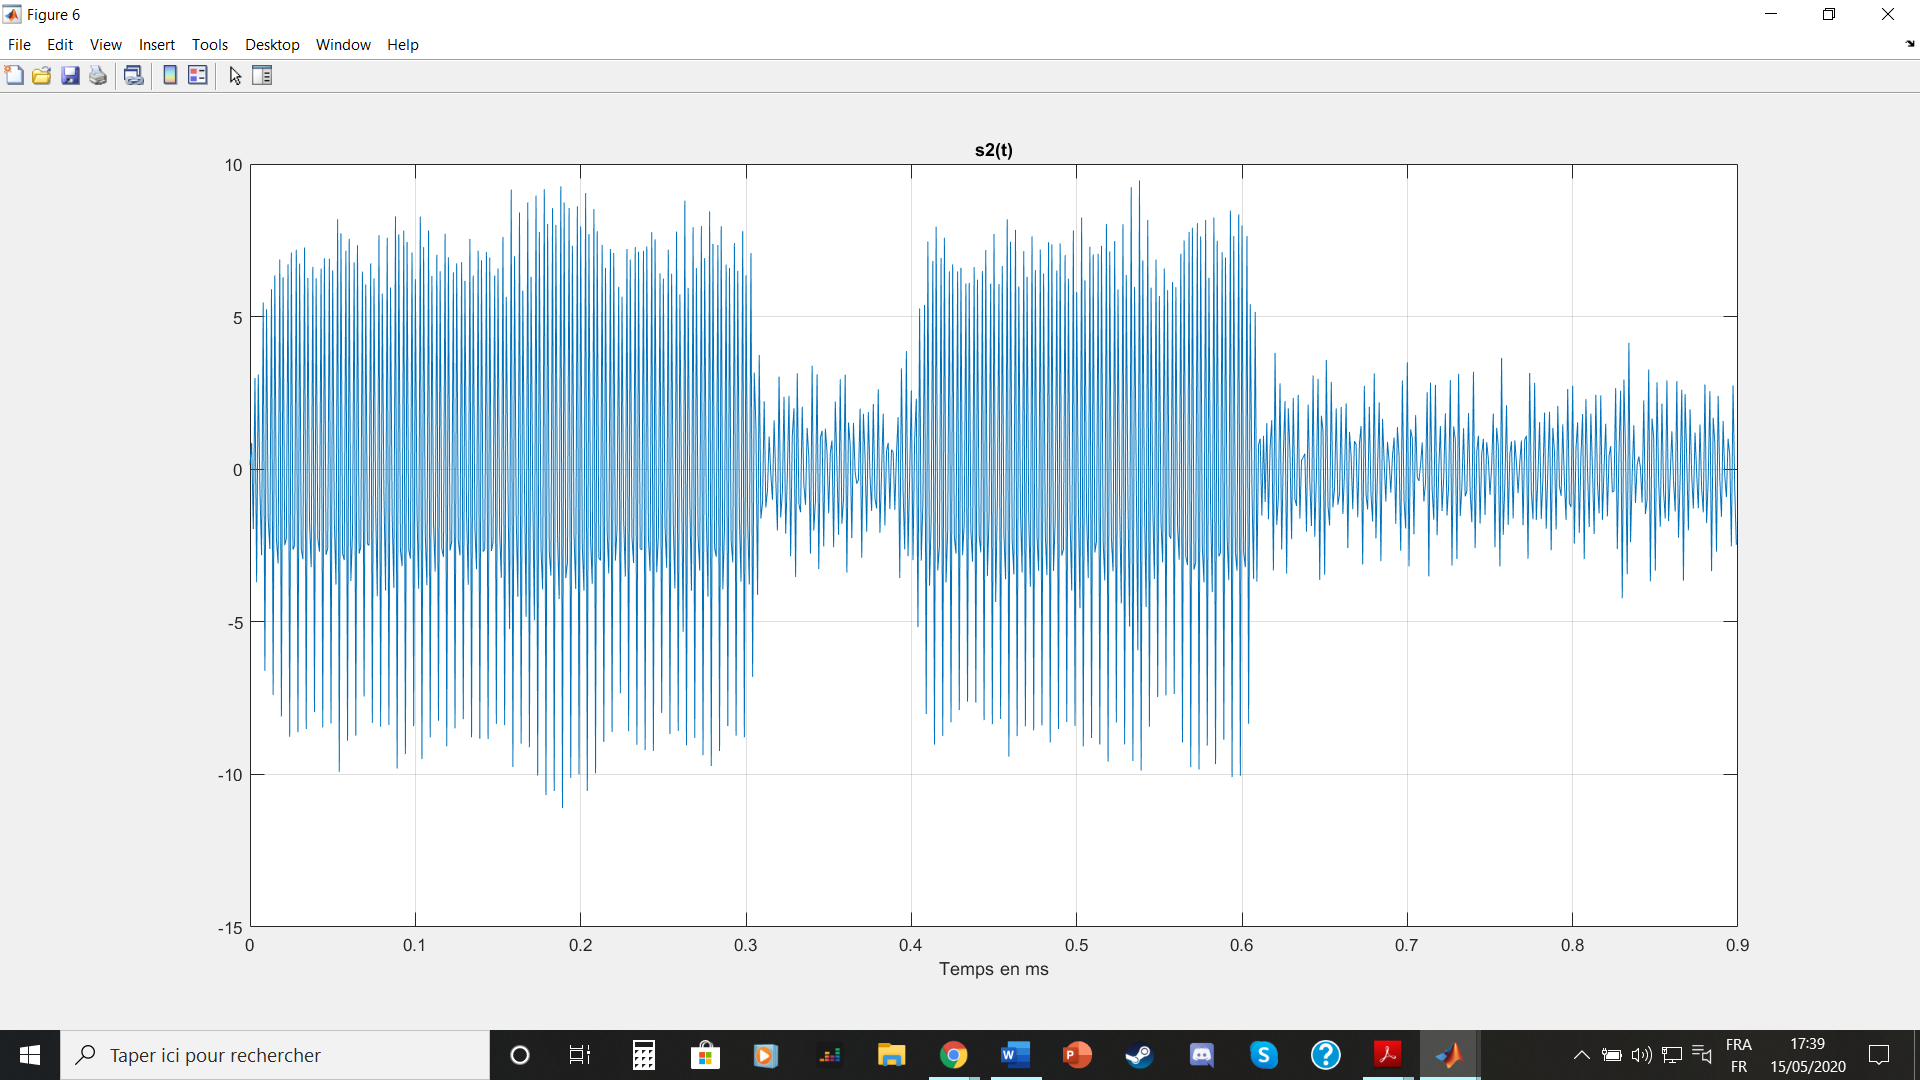 Figure 6
File Edit View Insert Tools Desktop Window Help
s2(t)
10
5
0
-5
-10
-15
0 0.1 0.2 0.3 0.4 0.5 0.6 0.7 0.8 0.9
Temps en ms
Taper ici pour rechercher
FRA
FR
17:39
15/05/2020